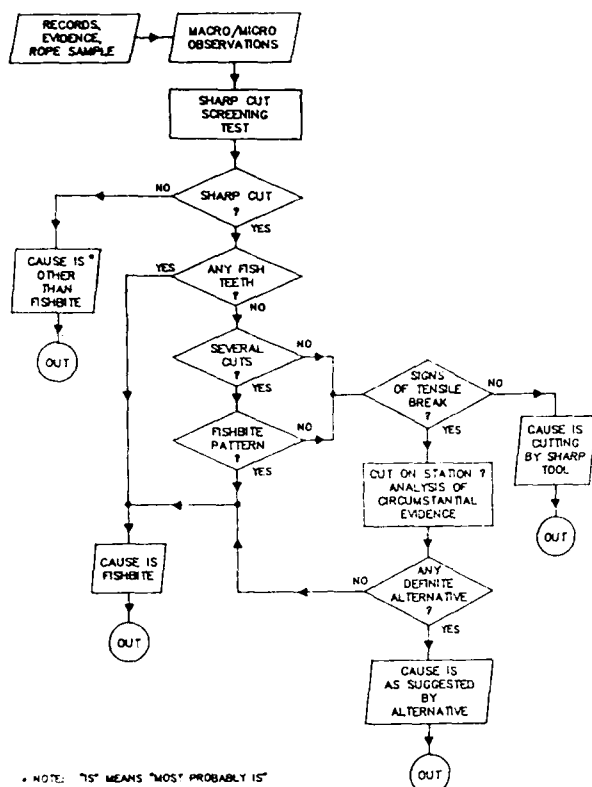 RECORDS,
EVIDENCE,
ROPE SAMPLE
MACRO/MICRO
OBSERVATIONS
SHARP CUT
SCREENING
TEST
NO
SHARP CUT
?
YES
CAUSE IS *
OTHER
THAN
FISHBITE
OUT
YES
ANY FISH
TEETH
?
NO
SEVERAL
CUTS
?
NO
YES
FISHBITE
PATTERN
?
NO
YES
SIGNS
OF TENSILE
BREAK
?
NO
YES
CAUSE IS
CUTTING
BY SHARP
TOOL
OUT
CUT ON STATION ?
ANALYSIS OF
CIRCUMSTANTIAL
EVIDENCE
CAUSE IS
FISHBITE
OUT
NO
ANY
DEFINITE
ALTERNATIVE
?
YES
CAUSE IS
AS SUGGESTED
BY
ALTERNATIVE
OUT
* NOTE: "IS" MEANS "MOST PROBABLY IS"